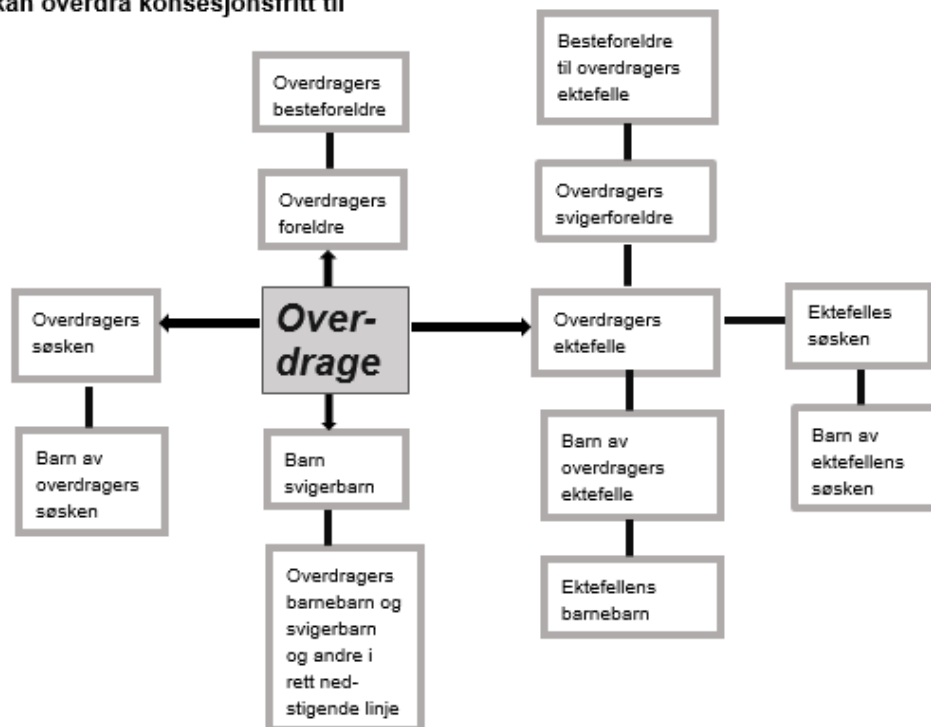 kan overdra konsesjonsfritt til
Overdragers
besteforeldre
Besteforeldre
til overdragers
ektefelle
Overdragers
foreldre
Overdragers
svigerforeldre
Overdragers
søsken
Over-
drage
Overdragers
ektefelle
Ektefelles
søsken
Barn av
overdragers
søsken
Barn
svigerbarn
Barn av
overdragers
ektefelle
Barn av
ektefellens
søsken
Overdragers
barnebarn og
svigerbarn
og andre i
rett ned-
stigende linje
Ektefellens
barnebarn